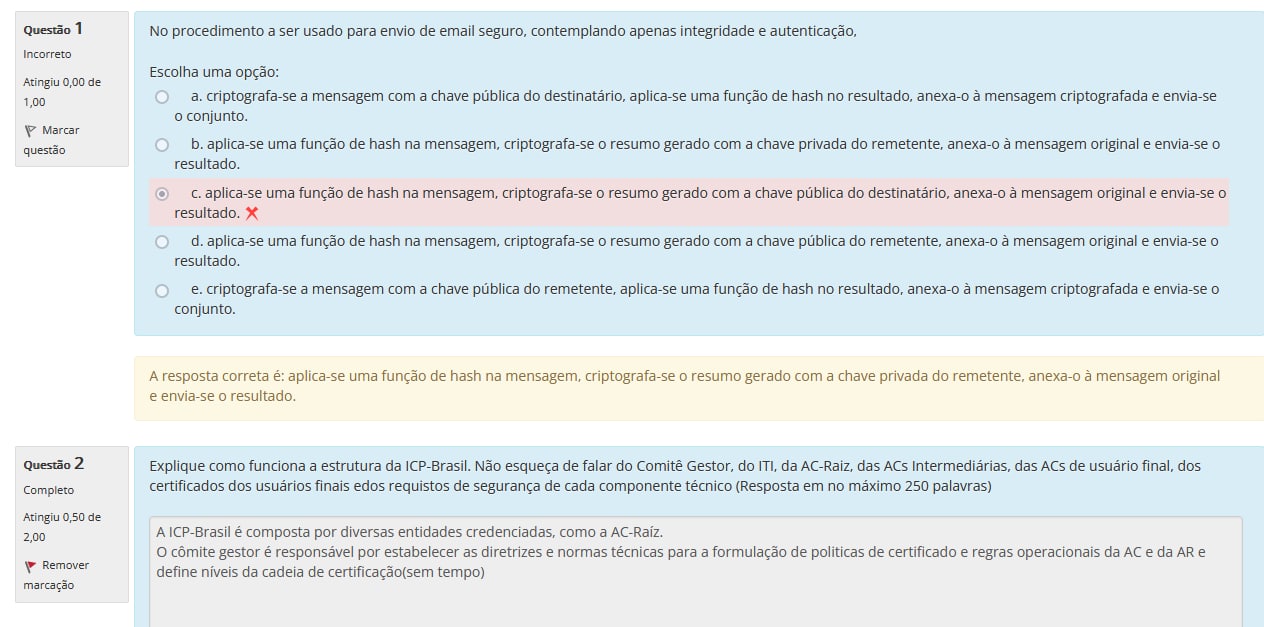 Questão 1
Incorreto
Atingiu 0,00 de
1,00
Marcar
questão
No procedimento a ser usado para envio de email seguro, contemplando apenas integridade e autenticação,
Escolha uma opção:
a. criptografa-se a mensagem com a chave pública do destinatário, aplica-se uma função de hash no resultado, anexa-o à mensagem criptografada e envia-se
o conjunto.
b. aplica-se uma função de hash na mensagem, criptografa-se o resumo gerado com a chave privada do remetente, anexa-o à mensagem original e envia-se o
resultado.
c. aplica-se uma função de hash na mensagem, criptografa-se o resumo gerado com a chave pública do destinatário, anexa-o à mensagem original e envia-se o
resultado.
d. aplica-se uma função de hash na mensagem, criptografa-se o resumo gerado com a chave pública do remetente, anexa-o à mensagem original e envia-se o
resultado.
e. criptografa-se a mensagem com a chave pública do remetente, aplica-se uma função de hash no resultado, anexa-o à mensagem criptografada e envia-se o
conjunto.
A resposta correta é: aplica-se uma função de hash na mensagem, criptografa-se o resumo gerado com a chave privada do remetente, anexa-o à mensagem original
e envia-se o resultado.
Questão 2
Completo
Atingiu 0,50 de
2,00
Remover
marcação
Explique como funciona a estrutura da ICP-Brasil. Não esqueça de falar do Comitê Gestor, do ITI, da AC-Raiz, das ACs Intermediárias, das ACs de usuário final, dos
certificados dos usuários finais edos requistos de segurança de cada componente técnico (Resposta em no máximo 250 palavras)
A ICP-Brasil é composta por diversas entidades credenciadas, como a AC-Raíz.
O cômite gestor é responsável por estabelecer as diretrizes e normas técnicas para a formulação de politicas de certificado e regras operacionais da AC e da AR e
define níveis da cadeia de certificação(sem tempo)